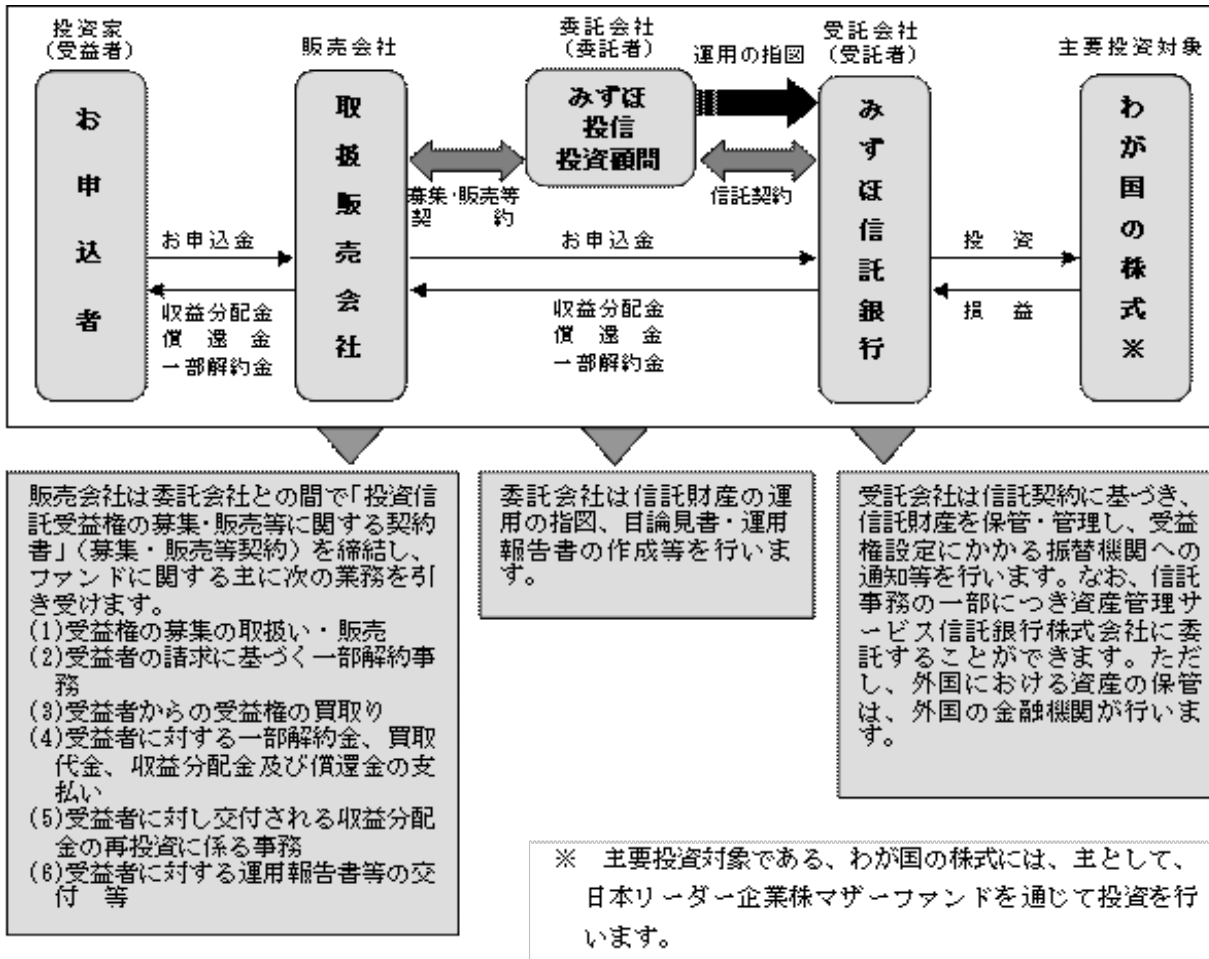 投資家
(受益者)
販売会社
委託会社
(委託者)
運用の指図
受託会社
(受託者)
主要投資対象
お申込者
取扱販売会社
みずほ
投信
投資顧問
みずほ信託銀行
わが国の株式※
募集・販売等
契　　約
信託契約
お申込金
お申込金
投　資
収益分配金
償　還　金
一部解約金
収益分配金
償　還　金
一部解約金
損　益
販売会社は委託会社との間で「投資信
託受益権の募集・販売等に関する契約
書」（募集・販売等契約）を締結し、
ファンドに関する主に次の業務を引
き受けます。
(1)受益権の募集の取扱い・販売
(2)受益者の請求に基づく一部解約事
務
(3)受益者からの受益権の買取り
(4)受益者に対する一部解約金、買取
代金、収益分配金及び償還金の支
払い
(5)受益者に対し交付される収益分配
金の再投資に係る事務
(6)受益者に対する運用報告書等の交
付　等
委託会社は信託財産の運
用の指図、目論見書・運用
報告書の作成等を行いま
す。
受託会社は信託契約に基づき、
信託財産を保管・管理し、受益
権設定にかかる振替機関への
通知等を行います。なお、信託
事務の一部につき資産管理サ
ービス信託銀行株式会社に委
託することができます。ただ
し、外国における資産の保管
は、外国の金融機関が行いま
す。
※　主要投資対象である、わが国の株式には、主として、
日本リーダー企業株マザーファンドを通じて投資を行
います。